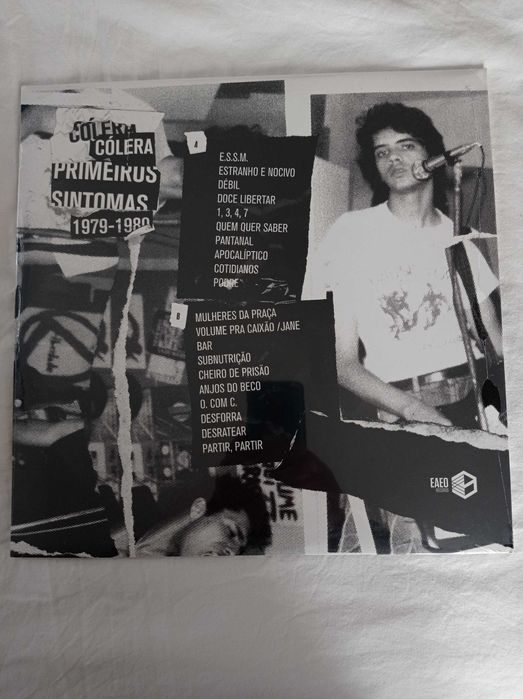 CÓLERA
CÓLERA
PRIMEIROS
SINTOMAS
1979-1980
A
E.S.S.M.
ESTRANHO E NOCIVO
DÉBIL
DOCE LIBERTAR
1, 3, 4, 7
QUEM QUER SABER
PANTANAL
APOCALÍPTICO
COTIDIANOS
PODRE
B
MULHERES DA PRAÇA
VOLUME PRA CAIXÃO /JANE
BAR
SUBNUTRIÇÃO
CHEIRO DE PRISÃO
ANJOS DO BECO
O. COM C.
DESFORRA
DESRATEAR
PARTIR, PARTIR
EAEO
RECORDS